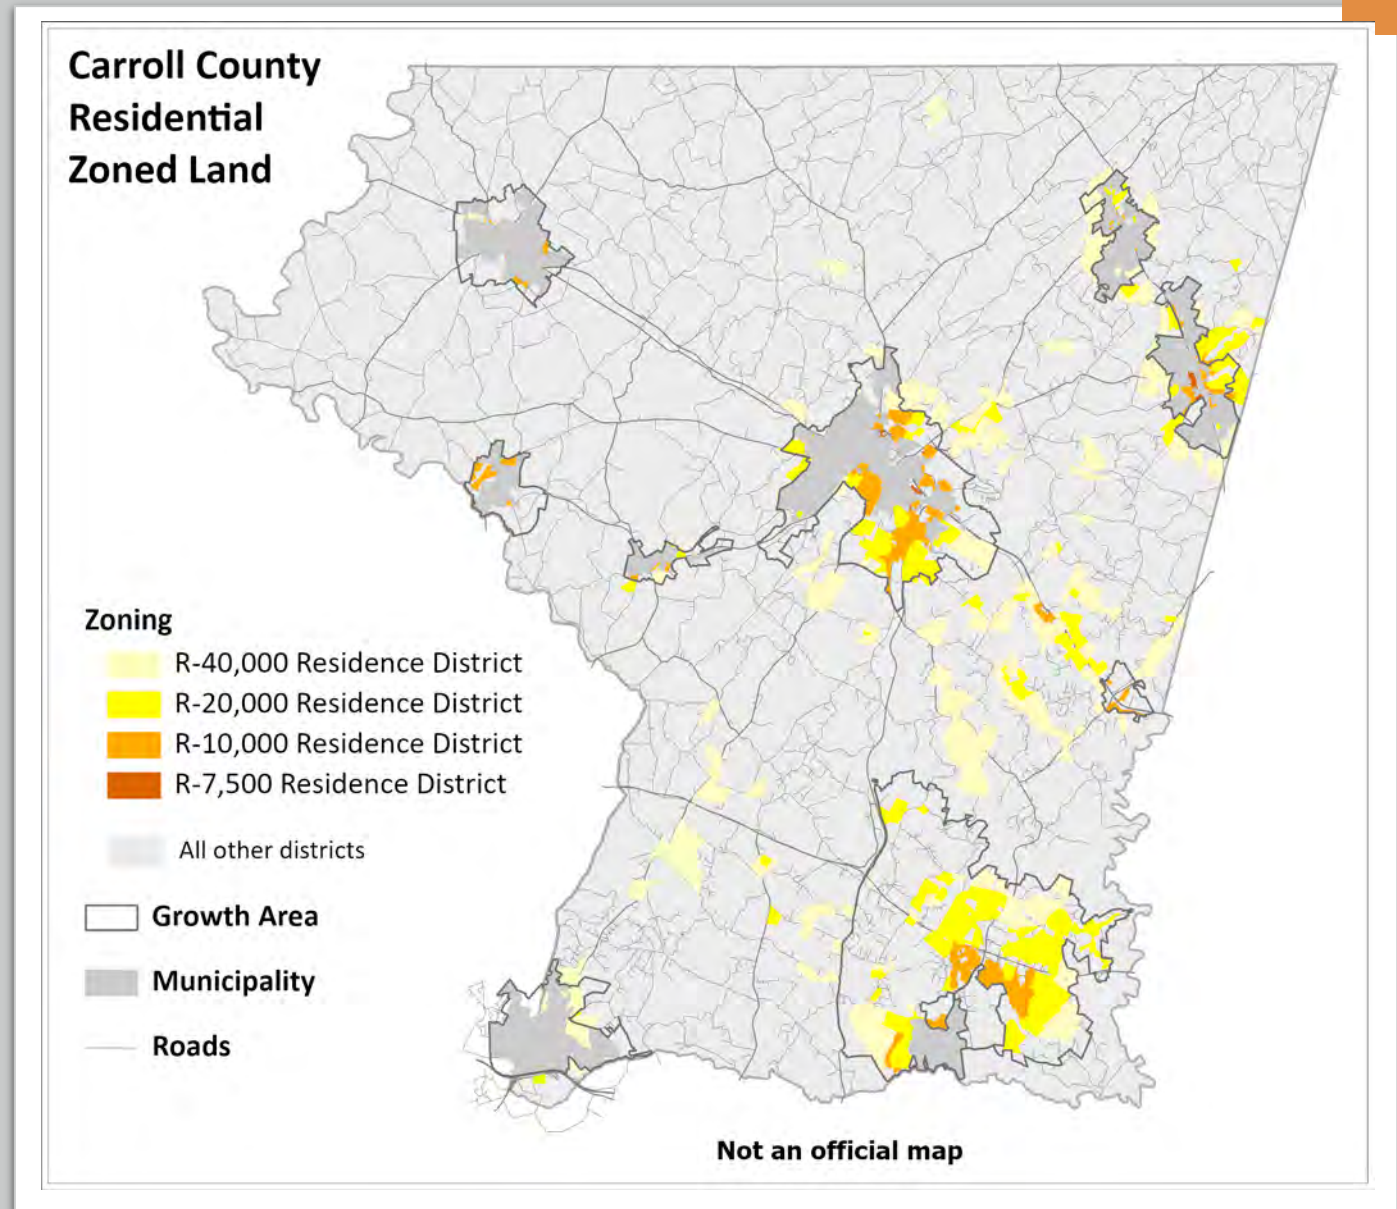 Carroll County
Residential
Zoned Land
Zoning
R-40,000 Residence District
R-20,000 Residence District
R-10,000 Residence District
R-7,500 Residence District
All other districts
Growth Area
Municipality
Roads
Not an official map